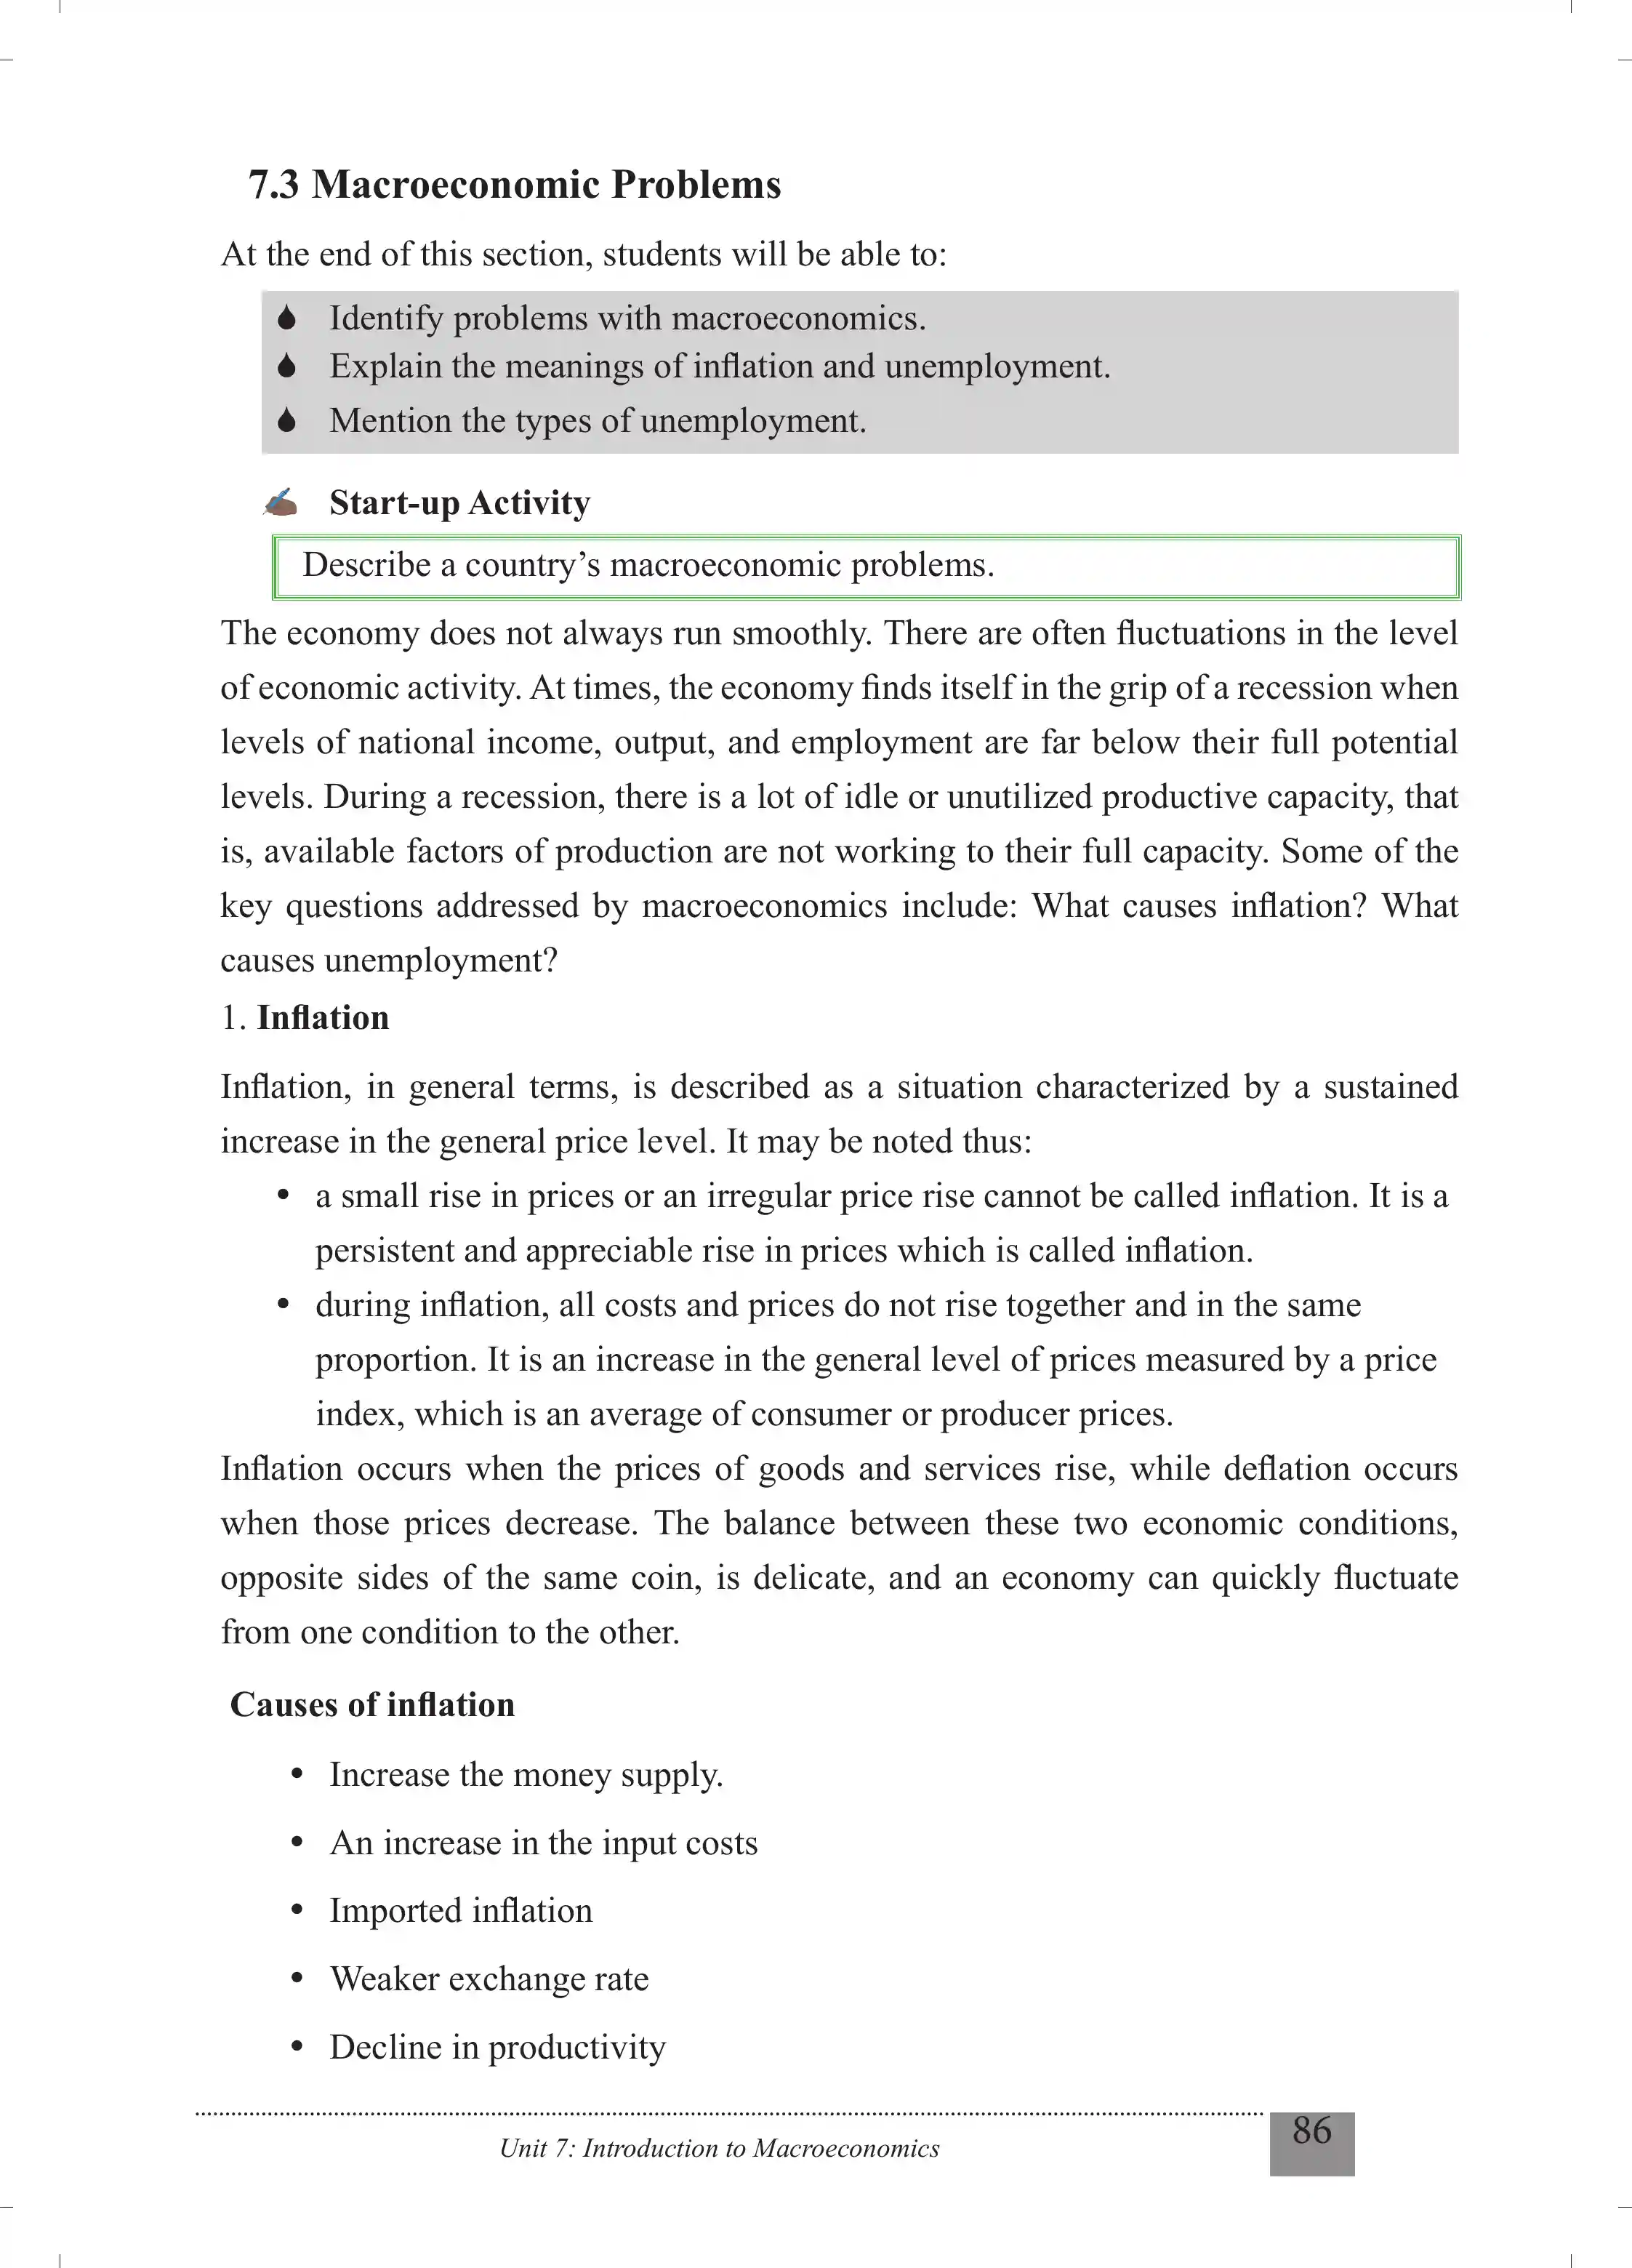 7.3 Macroeconomic Problems
At the end of this section, students will be able to:
Identify problems with macroeconomics.
Explain the meanings of inflation and unemployment.
Mention the types of unemployment.
Start-up Activity
Describe a country’s macroeconomic problems.
The economy does not always run smoothly. There are often fluctuations in the level
of economic activity. At times, the economy finds itself in the grip of a recession when
levels of national income, output, and employment are far below their full potential
levels. During a recession, there is a lot of idle or unutilized productive capacity, that
is, available factors of production are not working to their full capacity. Some of the
key questions addressed by macroeconomics include: What causes inflation? What
causes unemployment?
1. Inflation
Inflation, in general terms, is described as a situation characterized by a sustained
increase in the general price level. It may be noted thus:
• a small rise in prices or an irregular price rise cannot be called inflation. It is a
persistent and appreciable rise in prices which is called inflation.
• during inflation, all costs and prices do not rise together and in the same
proportion. It is an increase in the general level of prices measured by a price
index, which is an average of consumer or producer prices.
Inflation occurs when the prices of goods and services rise, while deflation occurs
when those prices decrease. The balance between these two economic conditions,
opposite sides of the same coin, is delicate, and an economy can quickly fluctuate
from one condition to the other.
Causes of inflation
• Increase the money supply.
• An increase in the input costs
• Imported inflation
• Weaker exchange rate
• Decline in productivity
Unit 7: Introduction to Macroeconomics
86